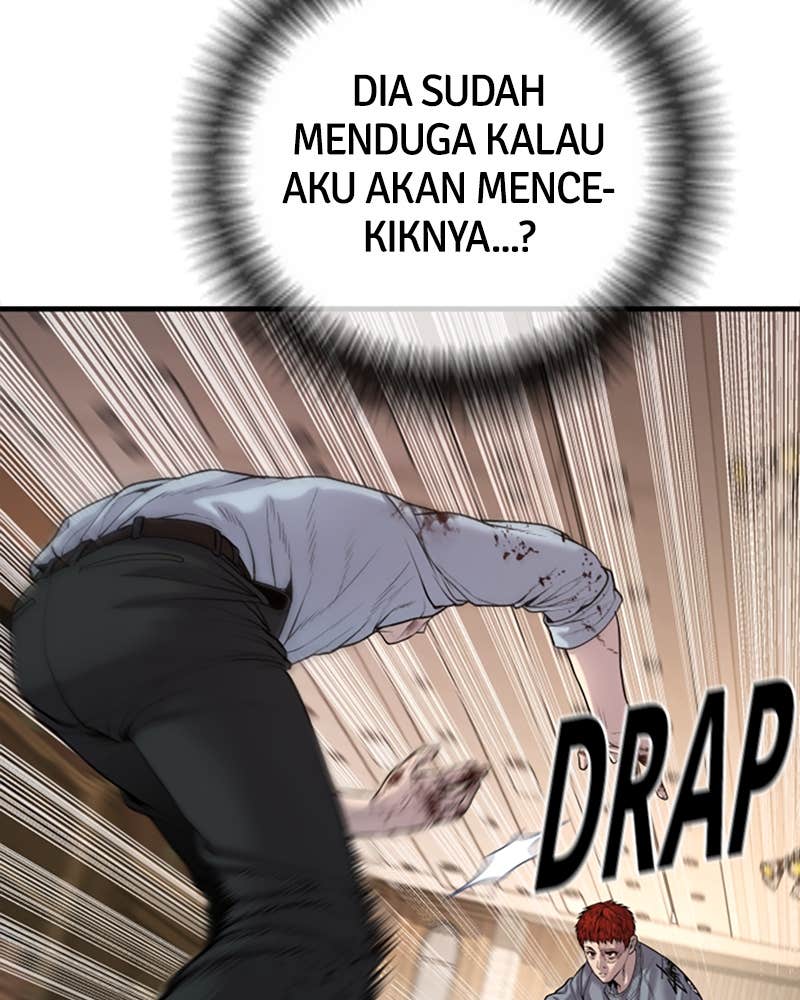 DIA SUDAH
MENDUGA KALAU
AKU AKAN MENCE-
KIKNYA...?
DRAP